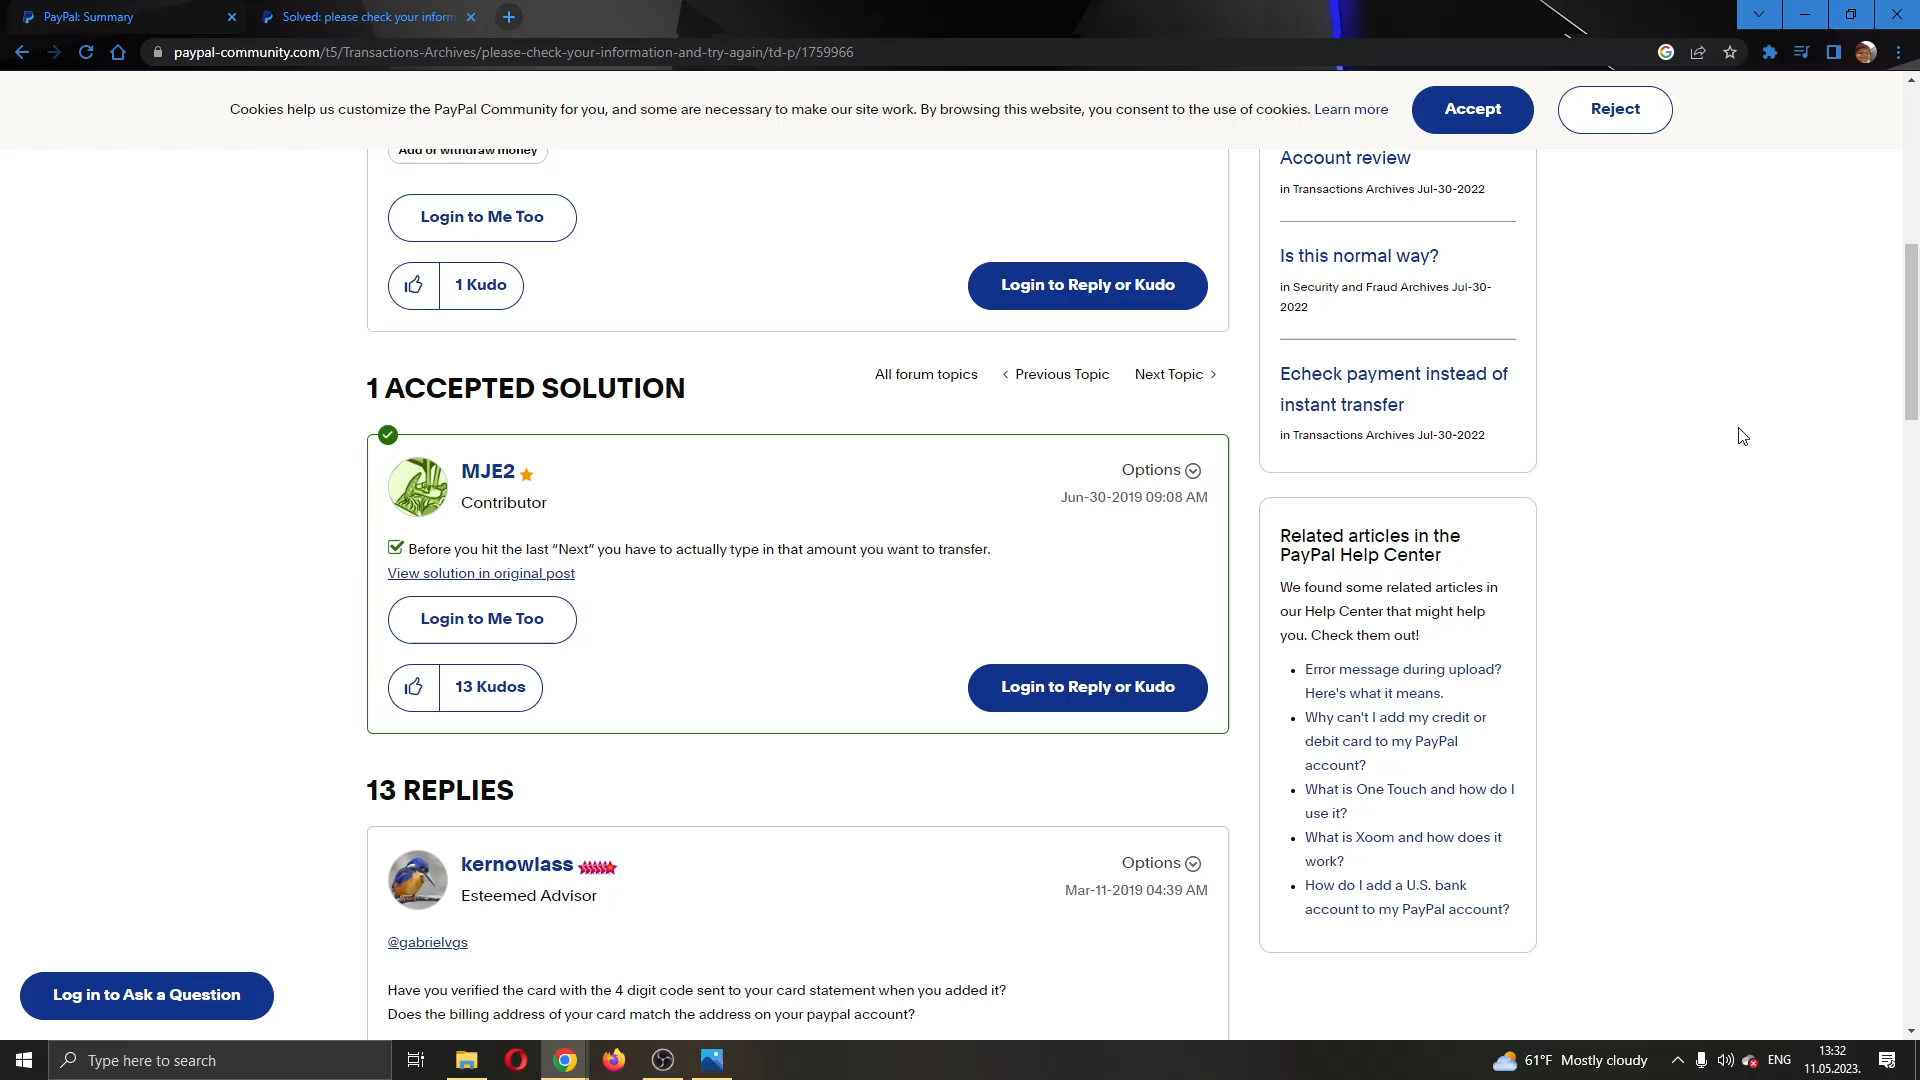 PayPal: Summary
Solved: please check your inform
paypal-community.com/t5/Transactions-Archives/please-check-your-information-and-try-again/td-p/1759966
Cookies help us customize the PayPal Community for you, and some are necessary to make our site work. By browsing this website, you consent to the use of cookies. Learn more
Accept
Reject
Add or withdraw money
Login to Me Too
1 Kudo
Login to Reply or Kudo
1 ACCEPTED SOLUTION
All forum topics
Previous Topic
Next Topic
MJE2
Contributor
Options
Jun-30-2019 09:08 AM
Before you hit the last “Next” you have to actually type in that amount you want to transfer.
View solution in original post
Login to Me Too
13 Kudos
Login to Reply or Kudo
13 REPLIES
kernowlass
Esteemed Advisor
Options
Mar-11-2019 04:39 AM
@gabrielvgs
Have you verified the card with the 4 digit code sent to your card statement when you added it?
Does the billing address of your card match the address on your paypal account?
Account review
in Transactions Archives Jul-30-2022
Is this normal way?
in Security and Fraud Archives Jul-30-
2022
Echeck payment instead of
instant transfer
in Transactions Archives Jul-30-2022
Related articles in the
PayPal Help Center
We found some related articles in
our Help Center that might help
you. Check them out!
Error message during upload?
Here's what it means.
Why can't I add my credit or
debit card to my PayPal
account?
What is One Touch and how do I
use it?
What is Xoom and how does it
work?
How do I add a U.S. bank
account to my PayPal account?
Log in to Ask a Question
Type here to search
61°F Mostly cloudy
ENG
13:32
11.05.2023.